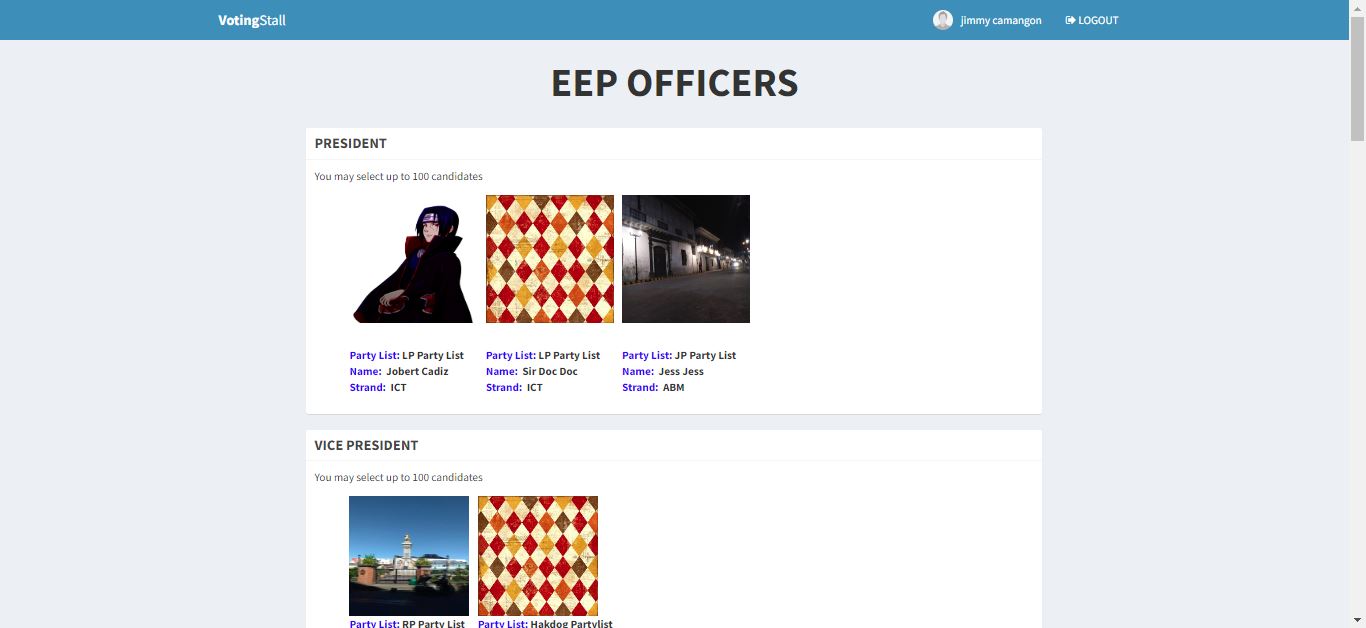 VotingStall
jimmy camangon
LOGOUT
EEP OFFICERS
PRESIDENT
You may select up to 100 candidates
Party List: LP Party List
Name: Jobert Cadiz
Strand: ICT
Party List: LP Party List
Name: Sir Doc Doc
Strand: ICT
Party List: JP Party List
Name: Jess Jess
Strand: ABM
VICE PRESIDENT
You may select up to 100 candidates
Party List: RP Party List
Party List: Hakdog Partylist